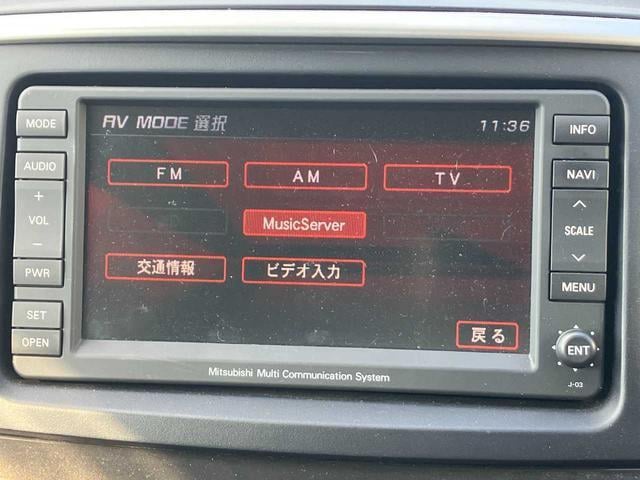 AV MODE 選択
11:36
FM
AM
TV
MusicServer
交通情報
ビデオ入力
戻る
MODE
AUDIO
+
VOL
−
PWR
SET
OPEN
INFO
NAVI
SCALE
MENU
ENT
J-03
Mitsubishi Multi Communication System